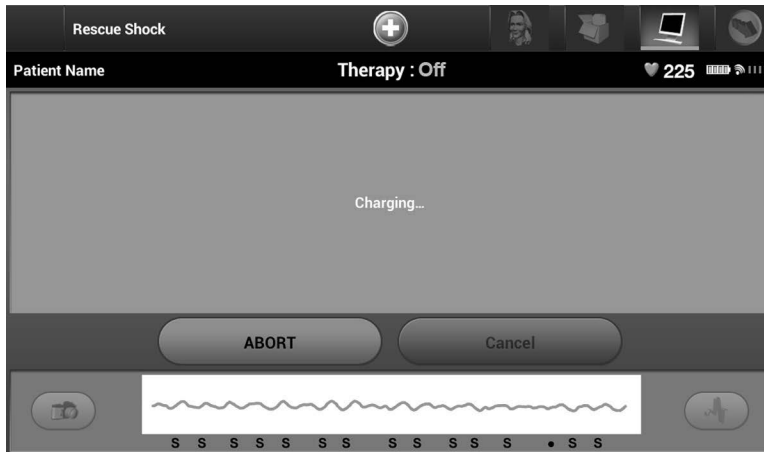 Rescue Shock
Patient Name Therapy : Off 225
Charging...
ABORT Cancel
S S S S S S S S S S S S • S S